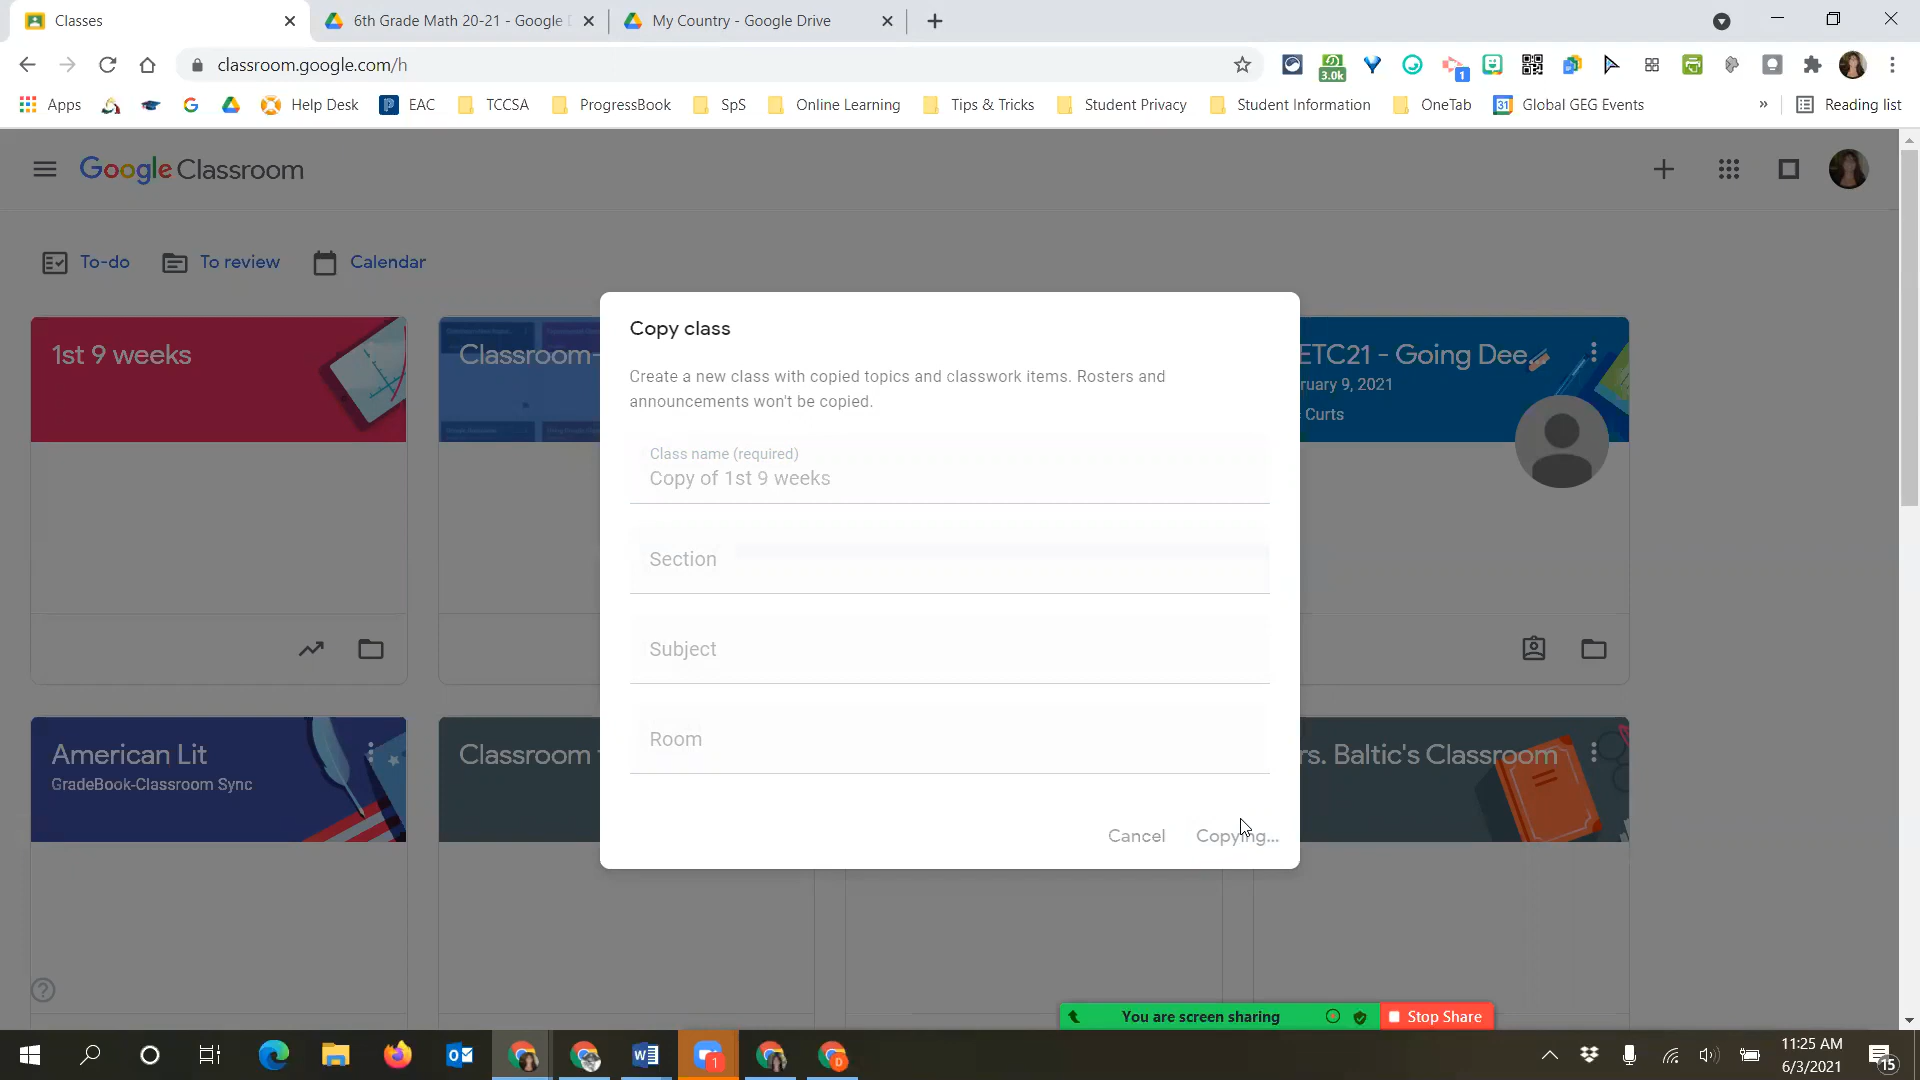 Classes
6th Grade Math 20-21 - Google
My Country - Google Drive
classroom.google.com/h
3.0k
1
Apps
Help Desk
EAC
TCCSA
ProgressBook
SpS
Online Learning
Tips & Tricks
Student Privacy
Student Information
OneTab
31
Global GEG Events
»
Reading list
Google Classroom
To-do
To review
Calendar
1st 9 weeks
Classroom-
ETC21 - Going Dee...
ruary 9, 2021
Curts
Copy class
Create a new class with copied topics and classwork items. Rosters and
announcements won't be copied.
Class name (required)
Copy of 1st 9 weeks
Section
Subject
Room
Cancel
Copying...
American Lit
GradeBook-Classroom Sync
Classroom
rs. Baltic's Classroom
You are screen sharing
Stop Share
1
D
11:25 AM
6/3/2021
15